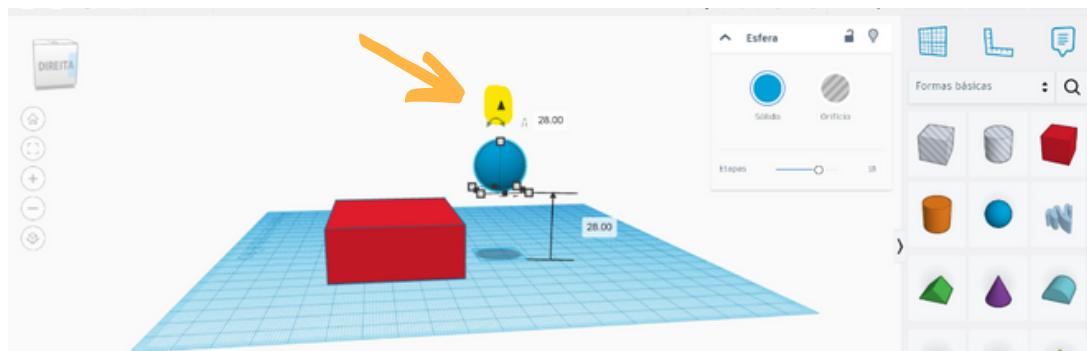 DIREITA
Esfera
Sólido
Orifício
Etapas
18
Formas básicas
28.00
28.00